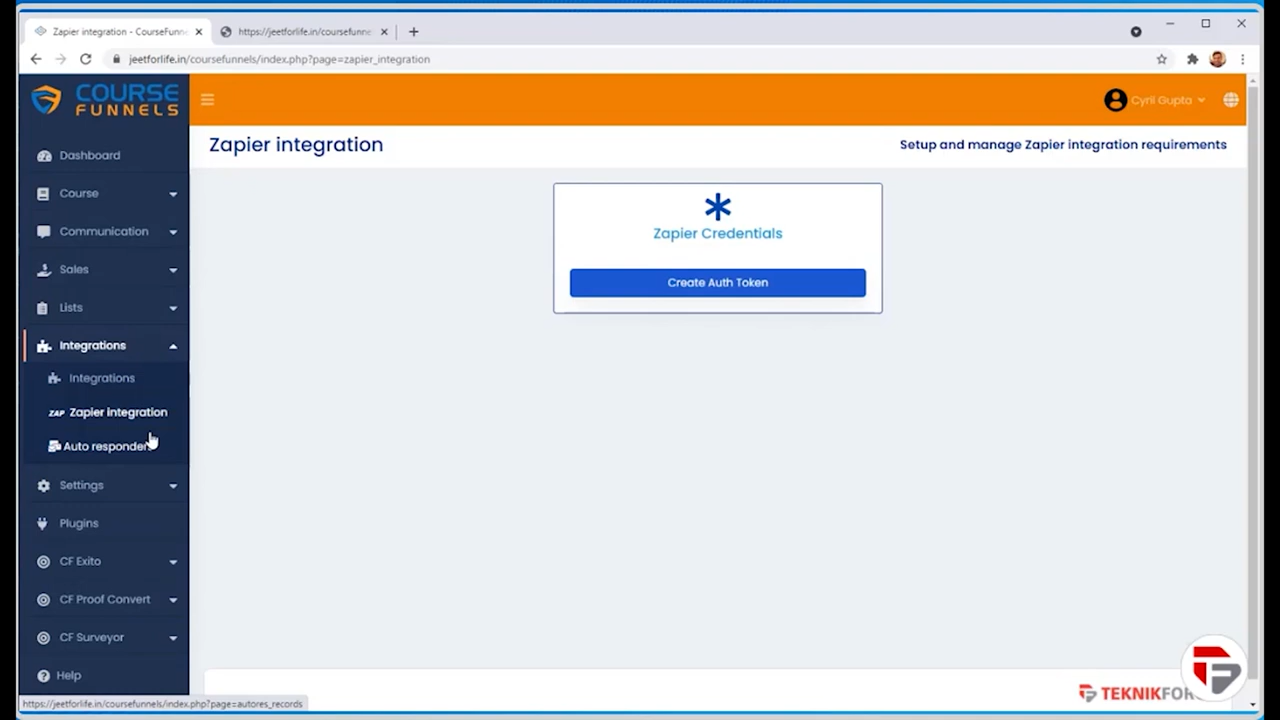 Zapier integration - CourseFunn
https://jeetforlife.in/coursefunne
jeetforlife.in/coursefunnels/index.php?page=zapier_integration
COURSE
FUNNELS
Cyril Gupta
Zapier integration
Setup and manage Zapier integration requirements
Dashboard
Course
Communication
Sales
Lists
Integrations
Integrations
ZAP Zapier integration
Auto responder
Settings
Plugins
CF Exito
CF Proof Convert
CF Surveyor
Help
Zapier Credentials
Create Auth Token
TEKNIKFOR
https://jeetforlife.in/coursefunnels/index.php?page=autores_records